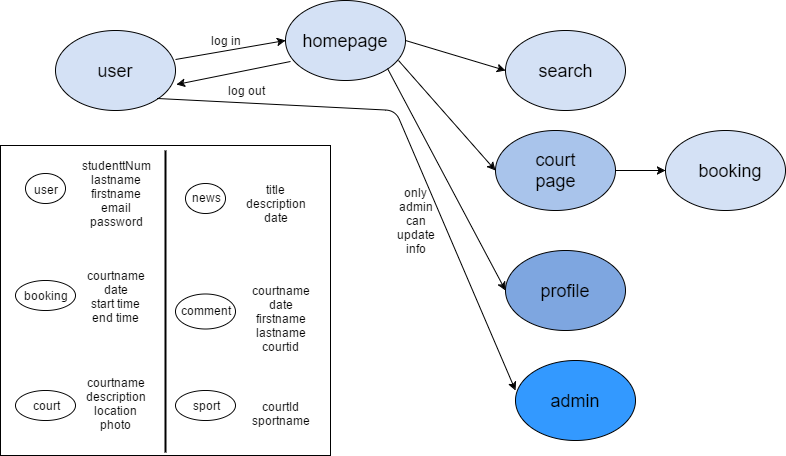 user
log in
homepage
log out
search
court
page
booking
only
admin
can
update
info
profile
admin
user
studenttNum
lastname
firstname
email
password
news
title
description
date
booking
courtname
date
start time
end time
comment
courtname
date
firstname
lastname
courtid
court
courtname
description
location
photo
sport
courtId
sportname